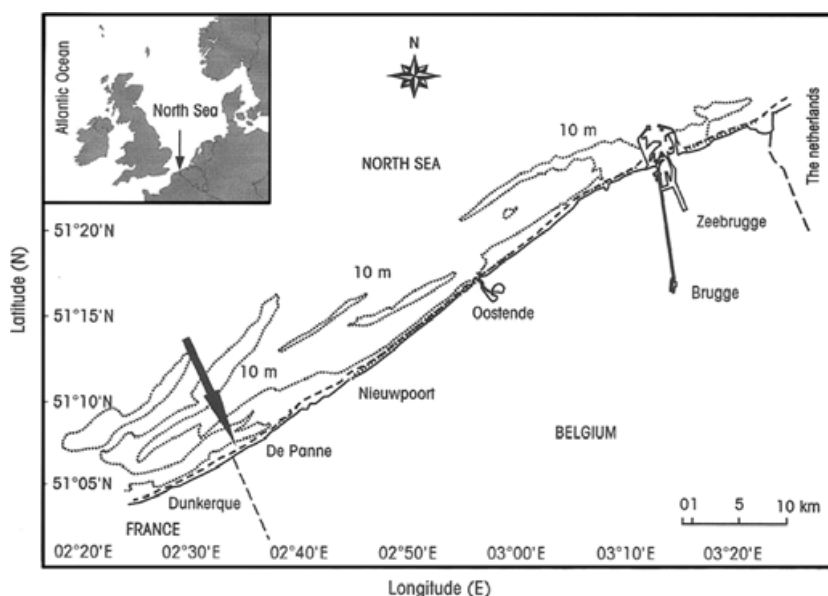 Atlantic Ocean
North Sea
N
NORTH SEA
10 m
The netherlands
Zeebrugge
Brugge
10 m
Oostende
10 m
Nieuwpoort
BELGIUM
De Panne
Dunkerque
FRANCE
01 5 10 km
51°20'N
51°15'N
51°10'N
51°05'N
Latitude (N)
02°20'E 02°30'E 02°40'E 02°50'E 03°00'E 03°10'E 03°20'E
Longitude (E)